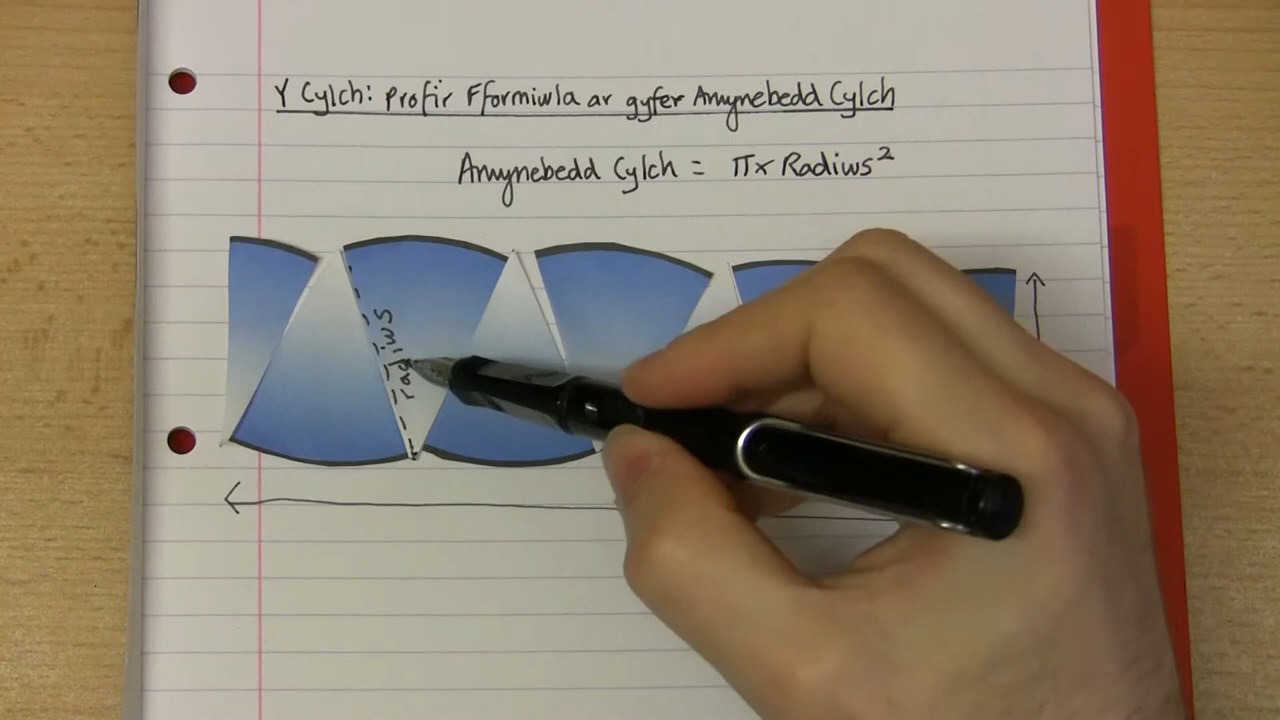 Y Cylch: profi'r Fformiwla ar gyfer Arwynebedd Cylch
Arwynebedd Cylch = π x Radiws²
radiws